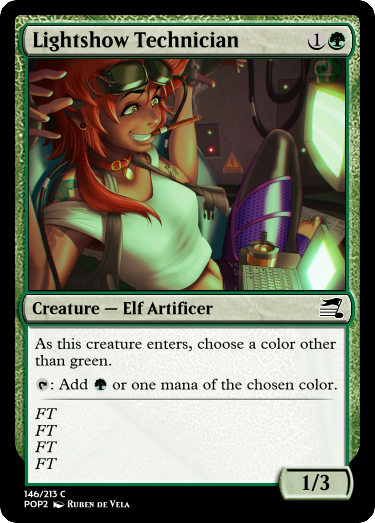 Lightshow Technician 1
Creature — Elf Artificer
As this creature enters, choose a color other
than green.
: Add or one mana of the chosen color.
FT
FT
FT
FT
1/3
146/213 C
POP2 Ruben de Vela